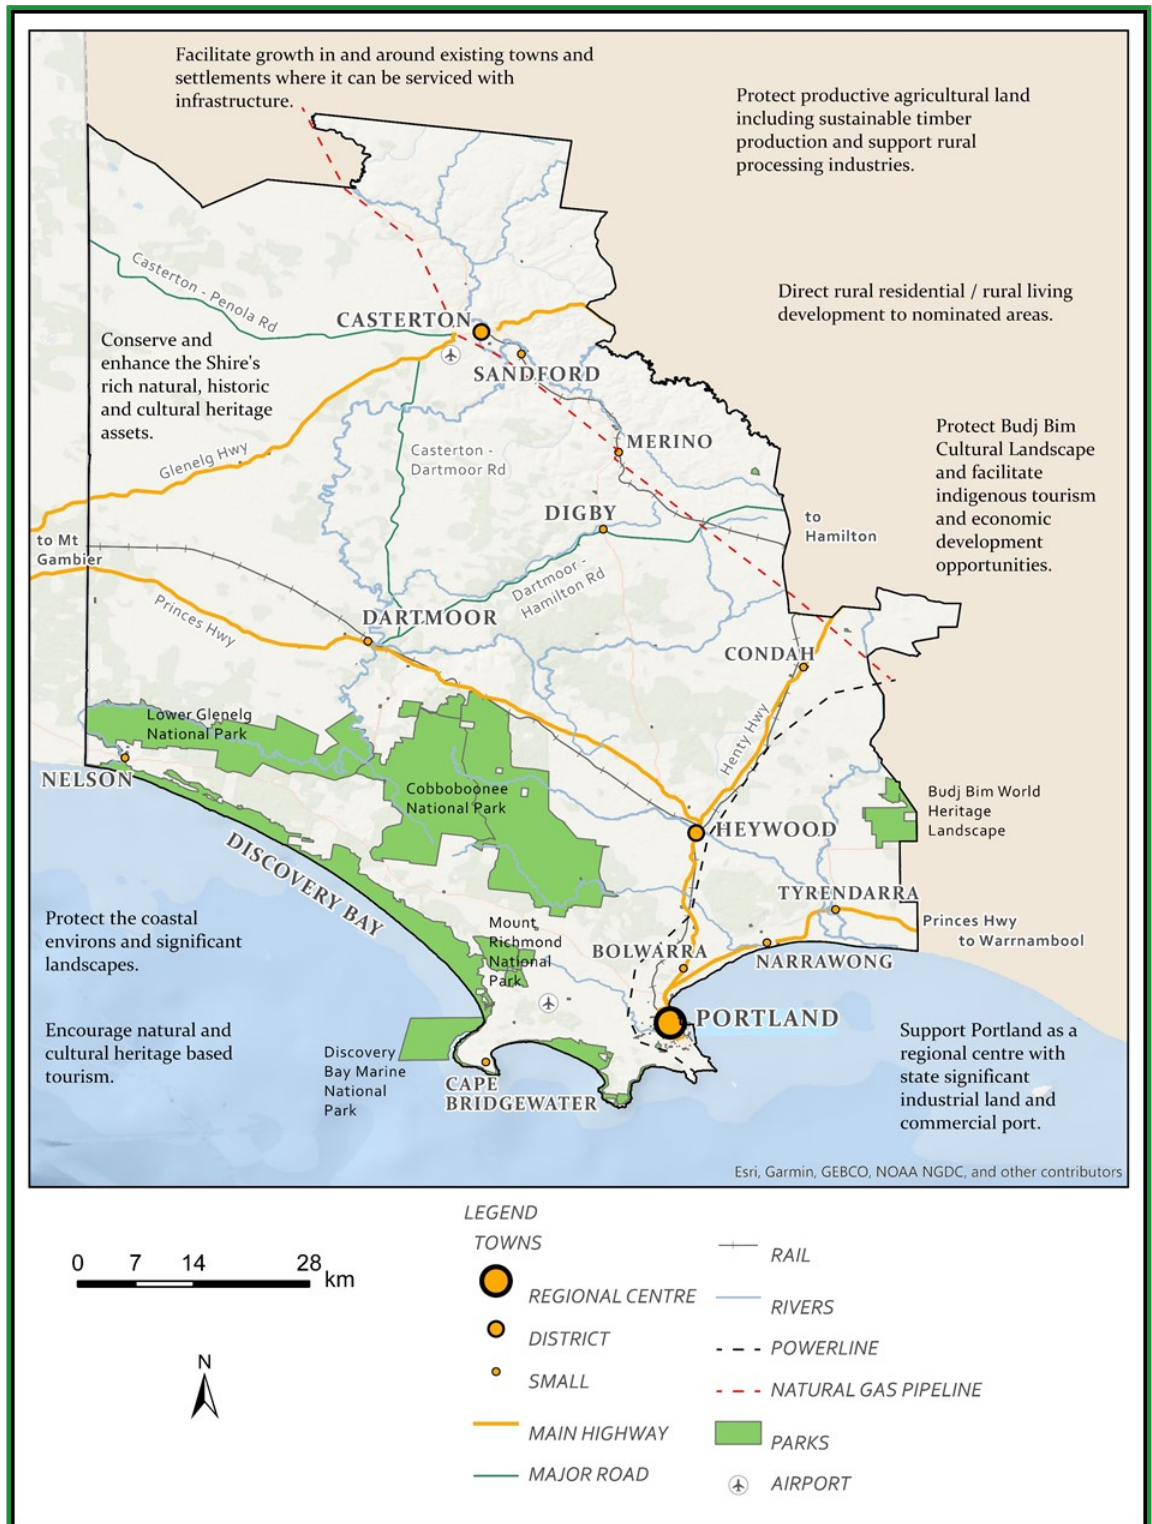 Facilitate growth in and around existing towns and
settlements where it can be serviced with
infrastructure.
Protect productive agricultural land
including sustainable timber
production and support rural
processing industries.
Casterton - Penola Rd
Direct rural residential / rural living
development to nominated areas.
CASTERTON
Conserve and
enhance the Shire's
rich natural, historic
and cultural heritage
assets.
SANDFORD
Protect Budj Bim
Cultural Landscape
and facilitate
indigenous tourism
and economic
development
opportunities.
MERINO
Casterton -
Dartmoor Rd
Glenelg Hwy
DIGBY
to
Hamilton
to Mt
Gambier
Dartmoor -
Hamilton Rd
Princes Hwy
DARTMOOR
CONDAH
Henty Hwy
Lower Glenelg
National Park
NELSON
Cobboboonee
National Park
Budj Bim World
Heritage
Landscape
HEYWOOD
DISCOVERY BAY
TYRENDARRA
Princes Hwy
to Warrnambool
Protect the coastal
environs and significant
landscapes.
Mount
Richmond
National
Park
BOLWARRA
NARRAWONG
PORTLAND
Encourage natural and
cultural heritage based
tourism.
Discovery
Bay Marine
National
Park
CAPE
BRIDGEWATER
Support Portland as a
regional centre with
state significant
industrial land and
commercial port.
Esri, Garmin, GEBCO, NOAA NGDC, and other contributors
LEGEND
TOWNS
REGIONAL CENTRE
DISTRICT
SMALL
MAIN HIGHWAY
MAJOR ROAD
RAIL
RIVERS
POWERLINE
NATURAL GAS PIPELINE
PARKS
AIRPORT
0 7 14 28
km
N